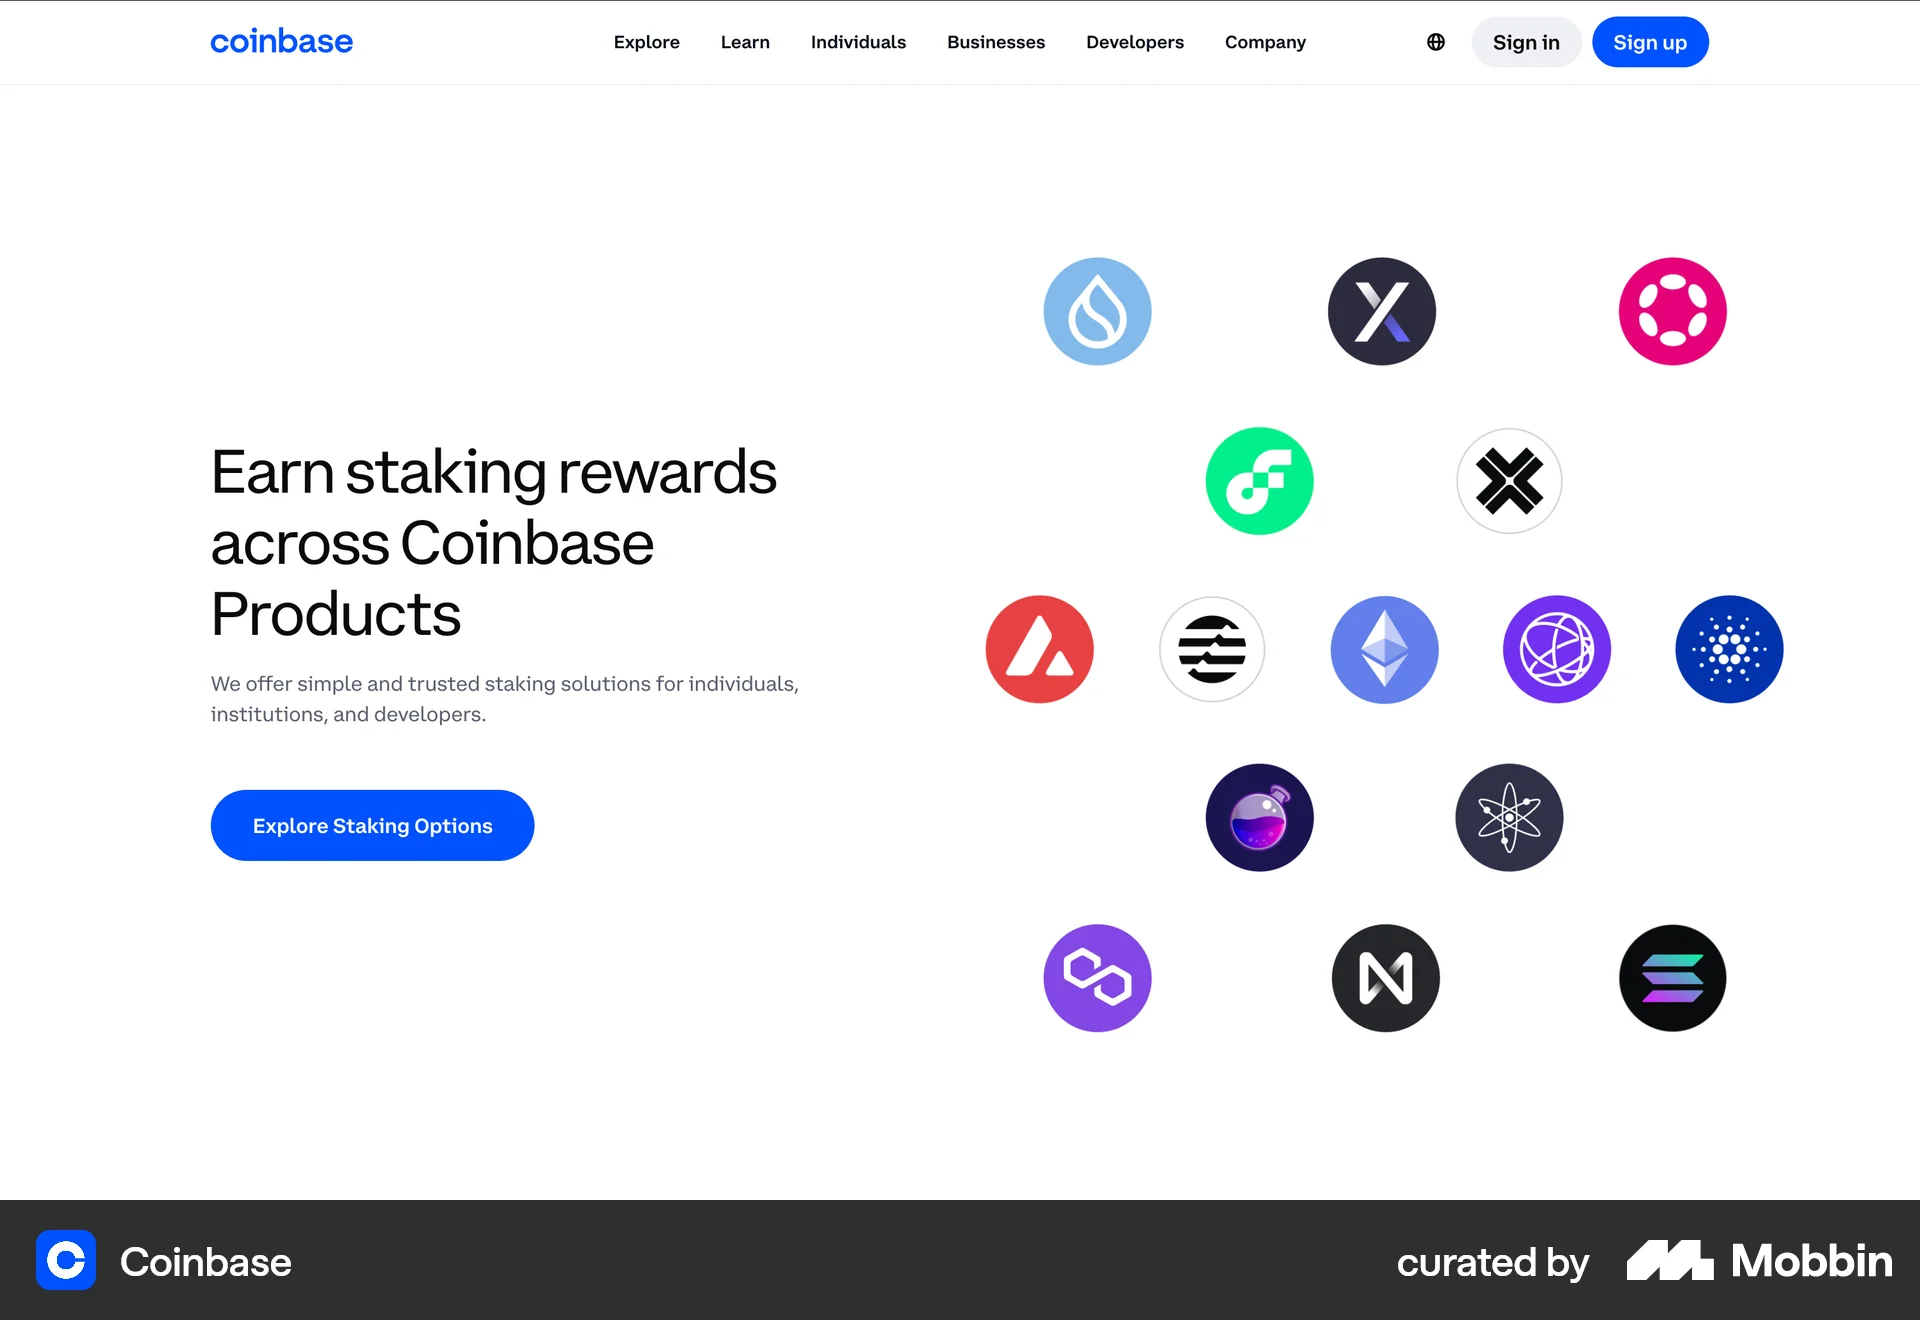 coinbase
Explore Learn Individuals Businesses Developers Company
Sign in
Sign up
Earn staking rewards
across Coinbase
Products
We offer simple and trusted staking solutions for individuals,
institutions, and developers.
Explore Staking Options
Coinbase
curated by Mobbin